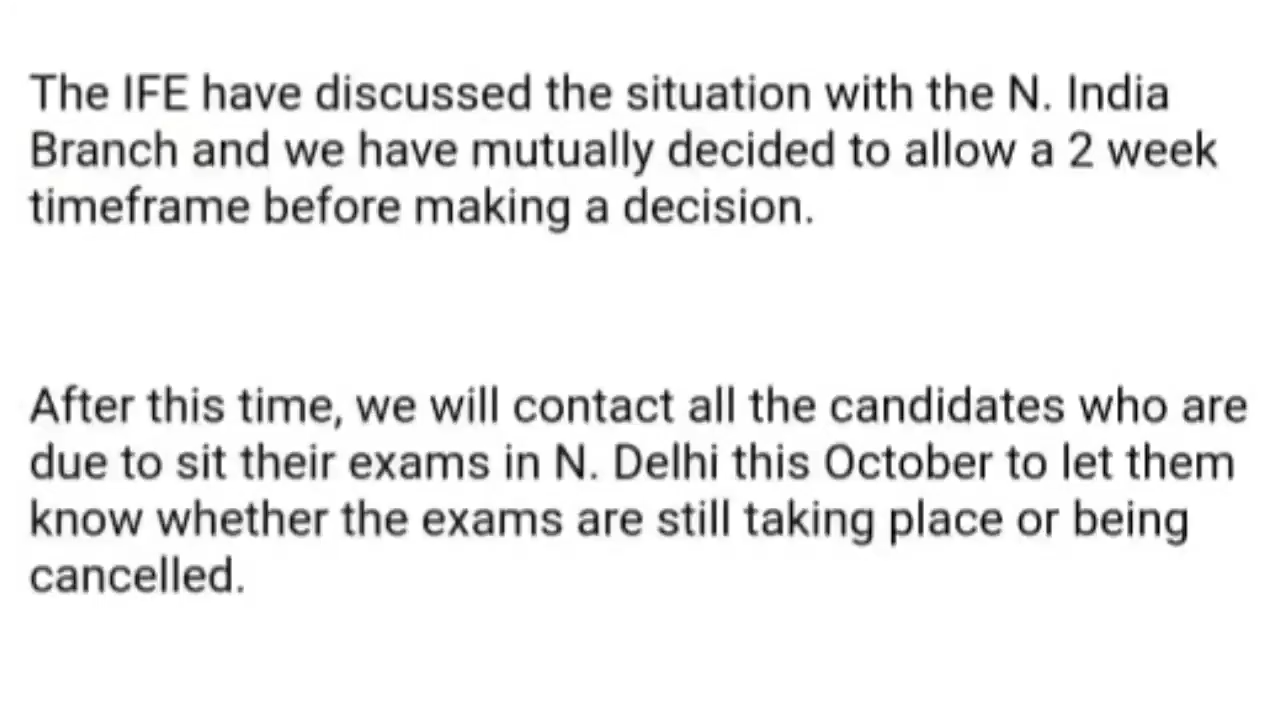 The IFE have discussed the situation with the N. India
Branch and we have mutually decided to allow a 2 week
timeframe before making a decision.
After this time, we will contact all the candidates who are
due to sit their exams in N. Delhi this October to let them
know whether the exams are still taking place or being
cancelled.